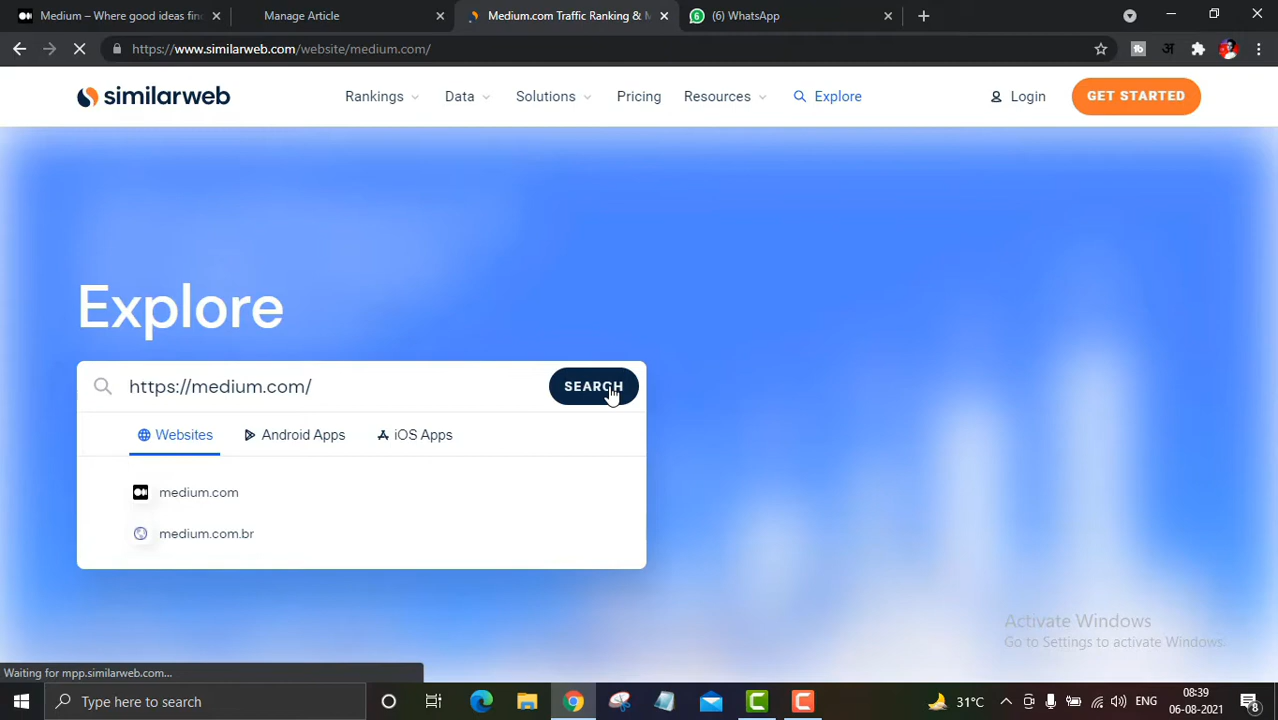 Medium – Where good ideas fin
Manage Article
Medium.com Traffic Ranking & M
(6) WhatsApp
https://www.similarweb.com/website/medium.com/
similarweb
Rankings
Data
Solutions
Pricing
Resources
Explore
Login
GET STARTED
Explore
https://medium.com/
SEARCH
Websites
Android Apps
iOS Apps
medium.com
medium.com.br
Activate Windows
Go to Settings to activate Windows.
Waiting for mpp.similarweb.com...
Type here to search
31°C
ENG
08:39
06-08-2021
8